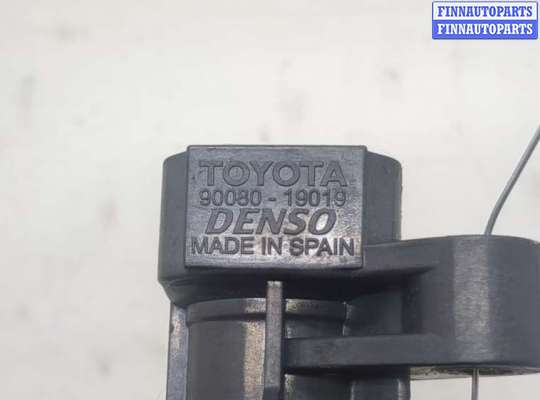 FINNAUTOPARTS
FINNAUTOPARTS
TOYOTA
90080-19019
DENSO
MADE IN SPAIN